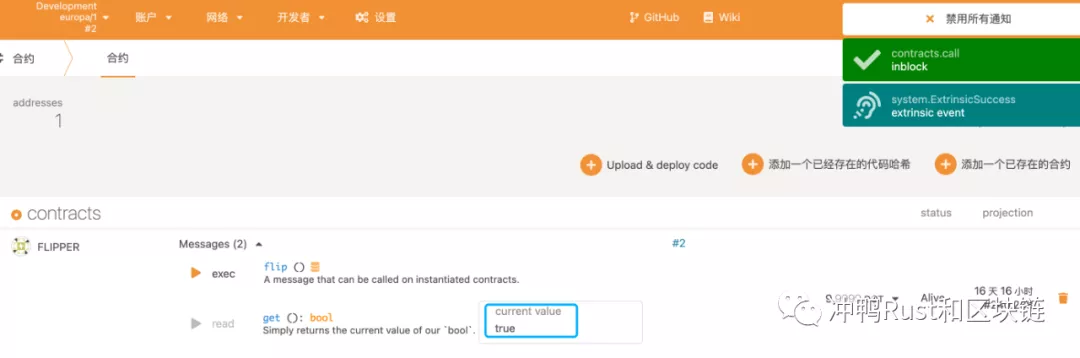 Development
europa/1
#2
账户
网络
开发者
设置
GitHub
Wiki
禁用所有通知
contracts.call
inblock
system.ExtrinsicSuccess
extrinsic event
合约
合约
addresses
1
Upload & deploy code
添加一个已经存在的代码哈希
添加一个已存在的合约
contracts
status
projection
FLIPPER
Messages (2)
#2
exec
flip ()
A message that can be called on instantiated contracts.
Alive
16 天 16 小时
read
get (): bool
Simply returns the current value of our `bool`.
current value
true
冲鸭Rust和区块链